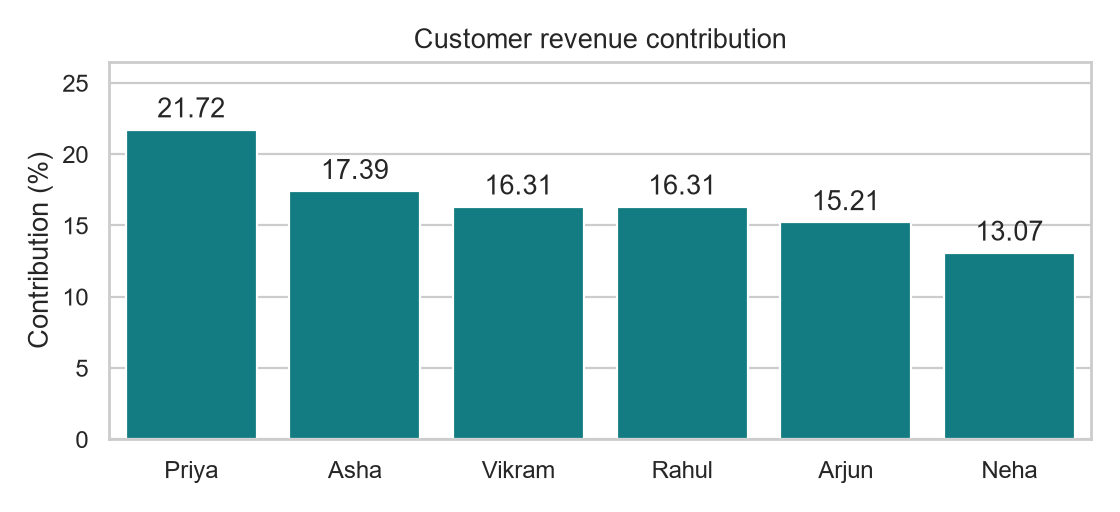 Customer revenue contribution
Contribution (%)
25
20
15
10
5
0
21.72
17.39
16.31
16.31
15.21
13.07
Priya
Asha
Vikram
Rahul
Arjun
Neha